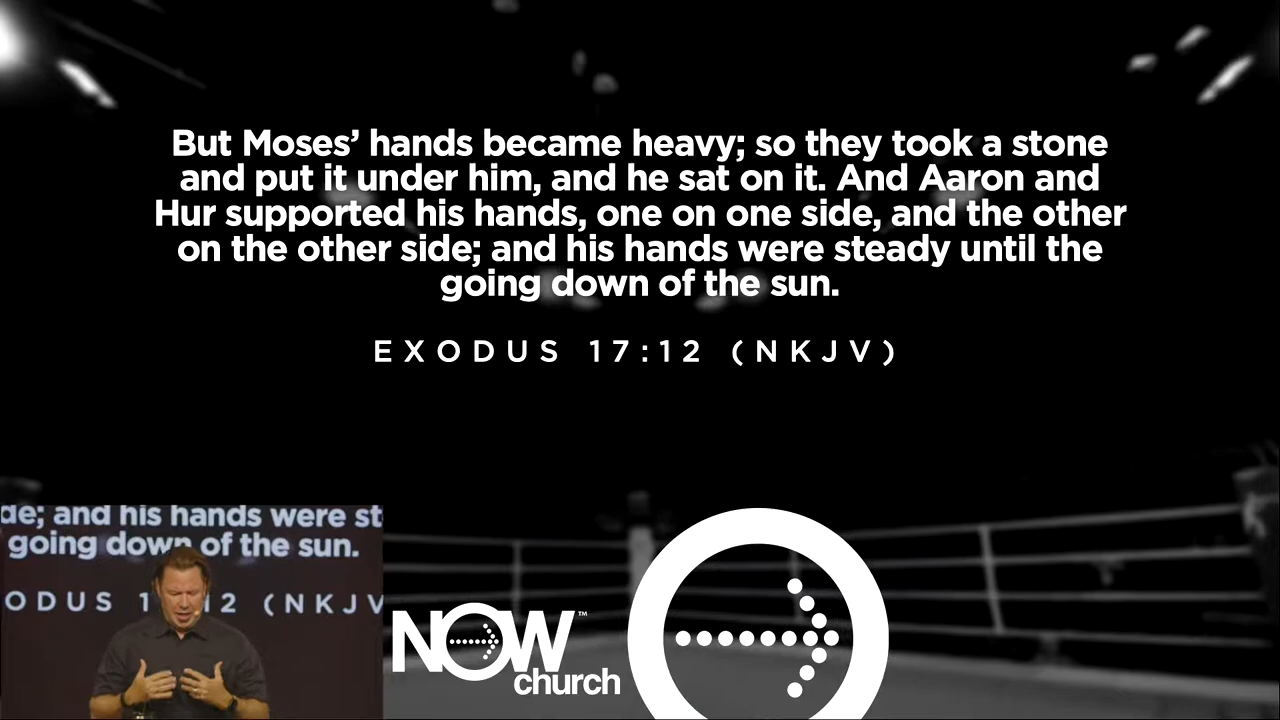 But Moses’ hands became heavy; so they took a stone
and put it under him, and he sat on it. And Aaron and
Hur supported his hands, one on one side, and the other
on the other side; and his hands were steady until the
going down of the sun.
EXODUS 17:12 (NKJV)
de; and his hands were st
going down of the sun.
ODUS 1 12 (NKJV
NOW™
church